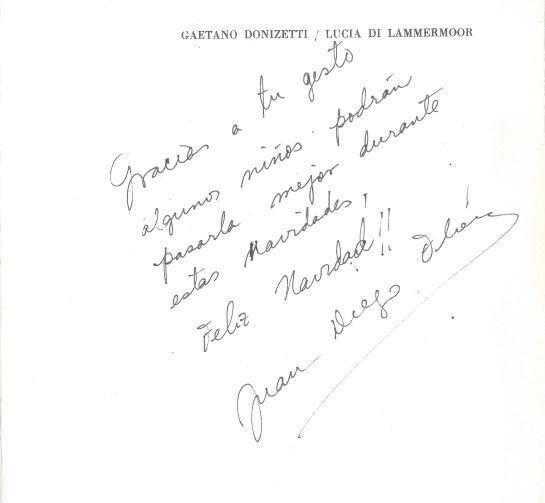 GAETANO DONIZETTI / LUCIA DI LAMMERMOOR
Gracias a tu gesto
algunos niños podrán
pasarla mejor durante
estas Navidades,
Feliz Navidad!!
Juan Diego Flórez